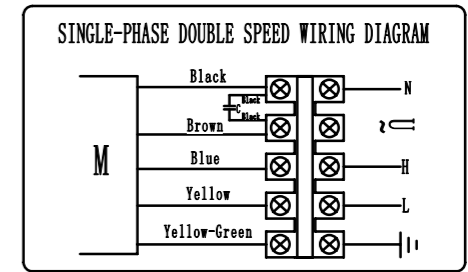 SINGLE-PHASE DOUBLE SPEED WIRING DIAGRAM
Black
N
Black
C
Black
Brown
M
Blue
H
Yellow
L
Yellow-Green